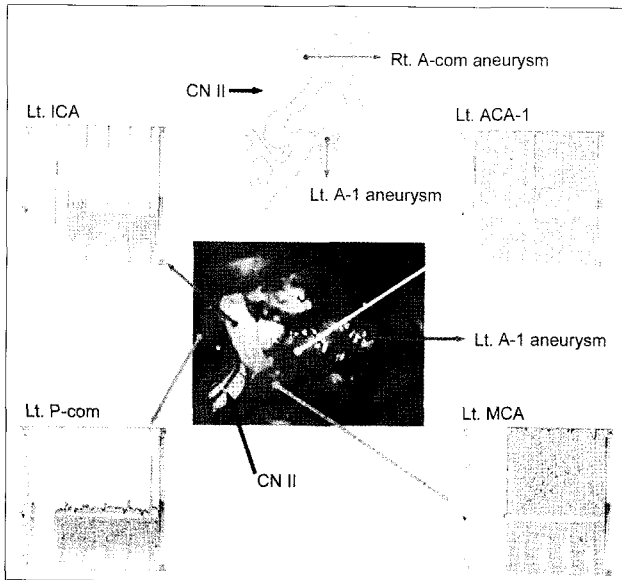 Rt. A-com aneurysm
CN II
Lt. ICA
Lt. ACA-1
Lt. A-1 aneurysm
Lt. A-1 aneurysm
Lt. P-com
Lt. MCA
CN II